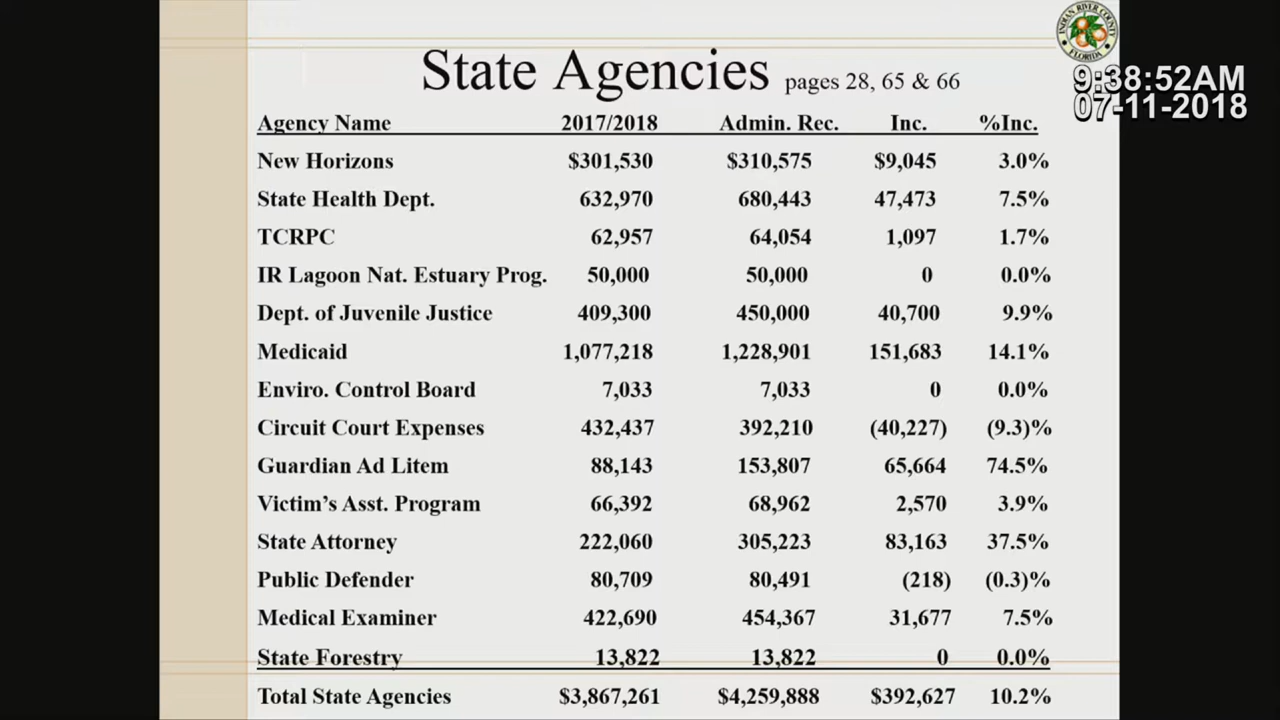 INDIAN RIVER COUNTY
FLORIDA
State Agencies pages 28, 65 & 66
9:38:52AM
07-11-2018
Agency Name 2017/2018 Admin. Rec. Inc. %Inc.
New Horizons $301,530 $310,575 $9,045 3.0%
State Health Dept. 632,970 680,443 47,473 7.5%
TCRPC 62,957 64,054 1,097 1.7%
IR Lagoon Nat. Estuary Prog. 50,000 50,000 0 0.0%
Dept. of Juvenile Justice 409,300 450,000 40,700 9.9%
Medicaid 1,077,218 1,228,901 151,683 14.1%
Enviro. Control Board 7,033 7,033 0 0.0%
Circuit Court Expenses 432,437 392,210 (40,227) (9.3)%
Guardian Ad Litem 88,143 153,807 65,664 74.5%
Victim’s Asst. Program 66,392 68,962 2,570 3.9%
State Attorney 222,060 305,223 83,163 37.5%
Public Defender 80,709 80,491 (218) (0.3)%
Medical Examiner 422,690 454,367 31,677 7.5%
State Forestry 13,822 13,822 0 0.0%
Total State Agencies $3,867,261 $4,259,888 $392,627 10.2%